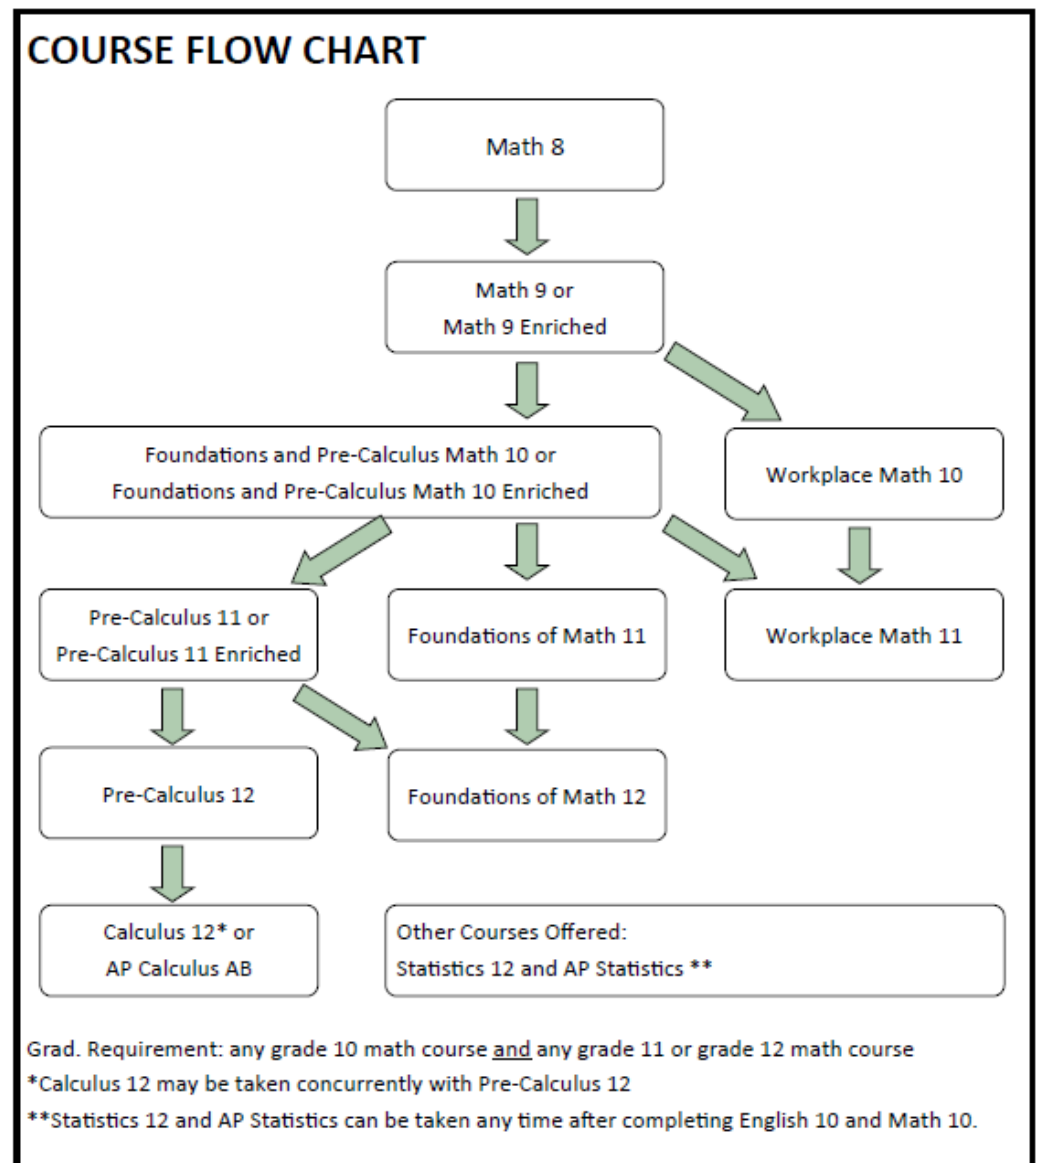 COURSE FLOW CHART
Math 8
Math 9 or
Math 9 Enriched
Foundations and Pre-Calculus Math 10 or
Foundations and Pre-Calculus Math 10 Enriched
Workplace Math 10
Pre-Calculus 11 or
Pre-Calculus 11 Enriched
Foundations of Math 11
Workplace Math 11
Pre-Calculus 12
Foundations of Math 12
Calculus 12* or
AP Calculus AB
Other Courses Offered:
Statistics 12 and AP Statistics **
Grad. Requirement: any grade 10 math course and any grade 11 or grade 12 math course
*Calculus 12 may be taken concurrently with Pre-Calculus 12
**Statistics 12 and AP Statistics can be taken any time after completing English 10 and Math 10.